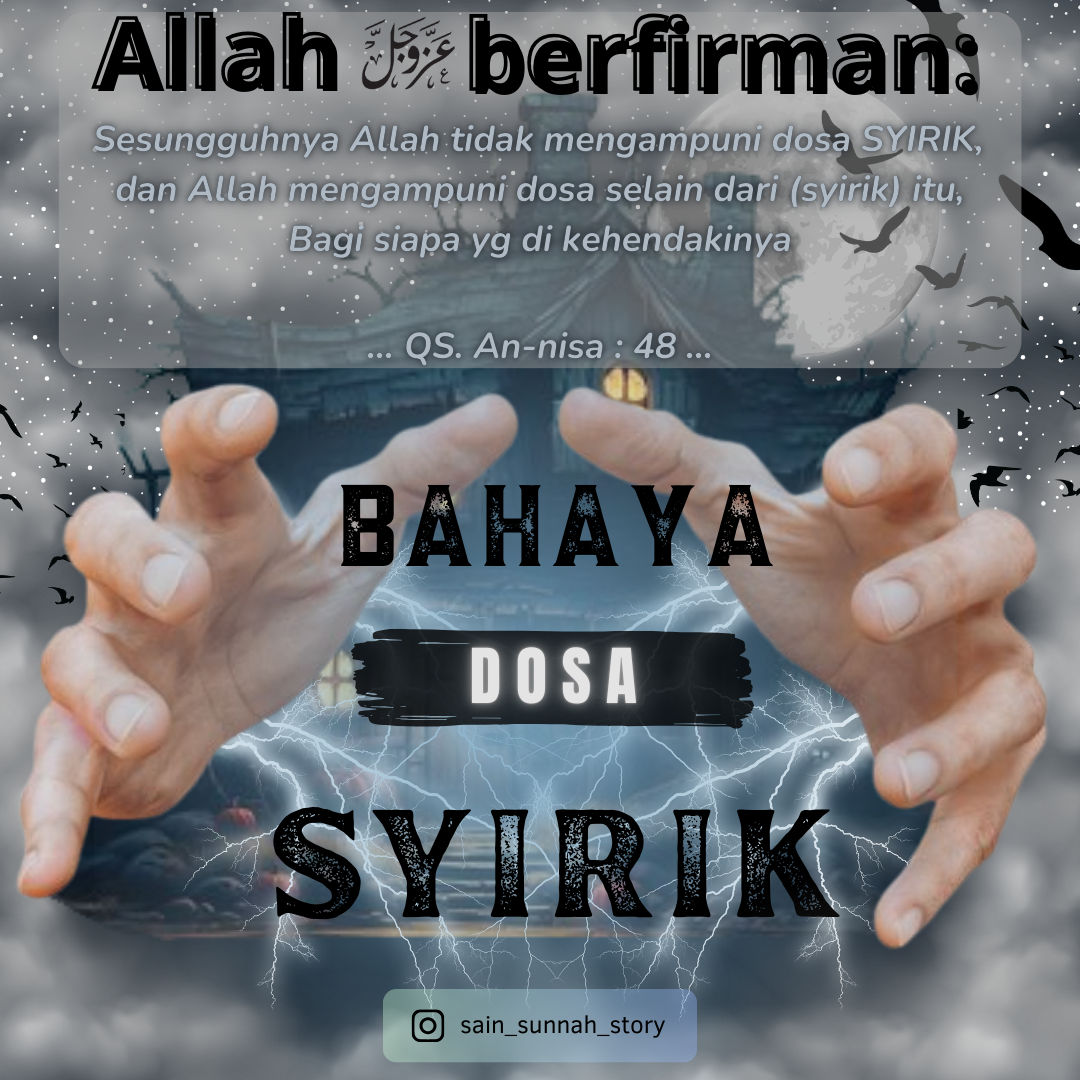 Allah عَزَّوَجَلَّ berfirman:
Sesungguhnya Allah tidak mengampuni dosa SYIRIK,
dan Allah mengampuni dosa selain dari (syirik) itu,
Bagi siapa yg di kehendakinya
... QS. An-nisa : 48 ...
BAHAYA
DOSA
SYIRIK
sain_sunnah_story